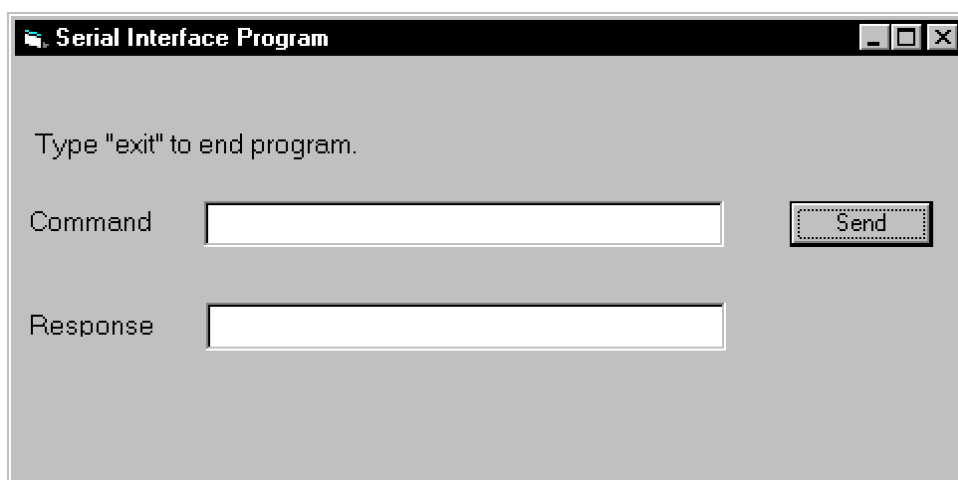 Serial Interface Program
Type "exit" to end program.
Command
Send
Response